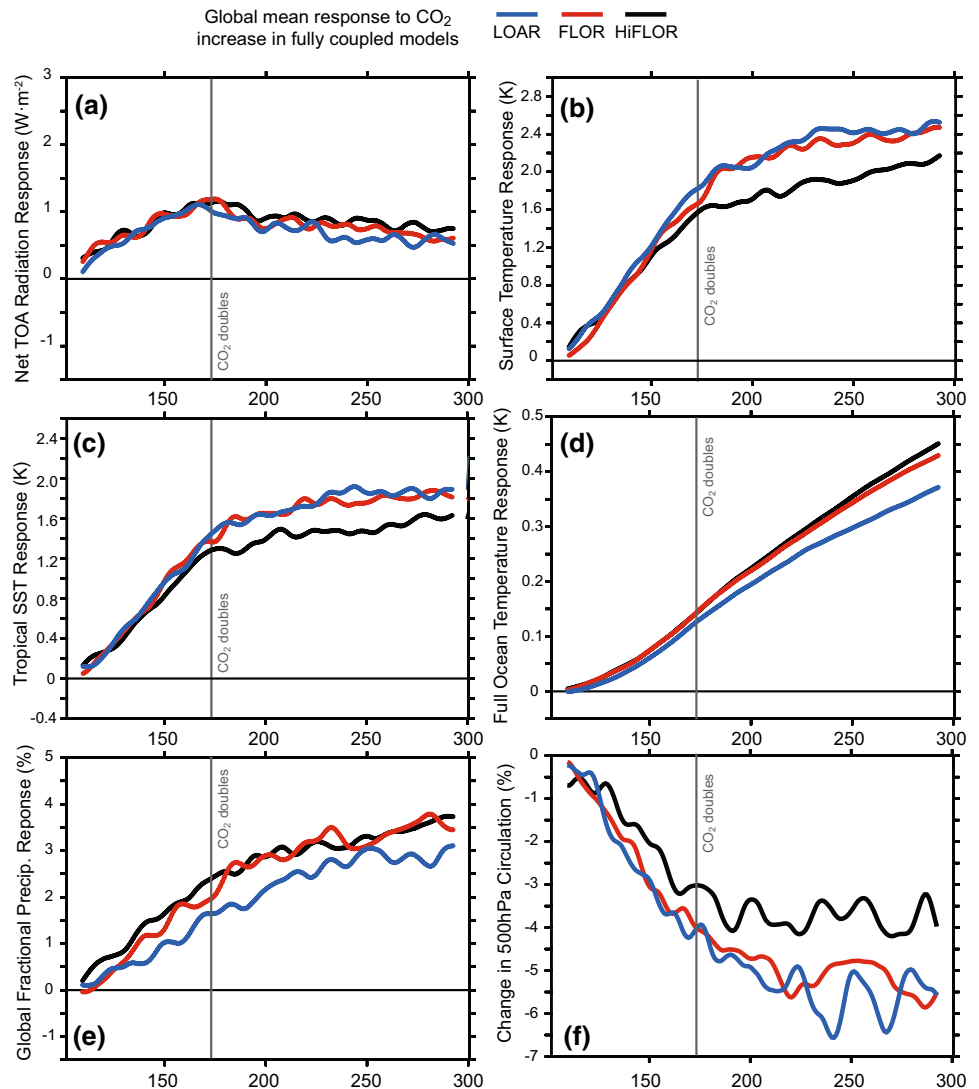 Global mean response to CO2
increase in fully coupled models
LOAR FLOR HiFLOR
(a)
Net TOA Radiation Response (W·m-2)
3
2
1
0
-1
CO2 doubles
150 200 250 300
(b)
Surface Temperature Response (K)
2.8
2.4
2.0
1.6
1.2
0.8
0.4
0
CO2 doubles
150 200 250 300
(c)
Tropical SST Response (K)
2.4
2.0
1.6
1.2
0.8
0.4
0
-0.4
CO2 doubles
150 200 250 300
(d)
Full Ocean Temperature Response (K)
0.5
0.4
0.3
0.2
0.1
0
CO2 doubles
150 200 250 300
(e)
Global Fractional Precip. Reponse (%)
5
4
3
2
1
0
-1
CO2 doubles
150 200 250 300
(f)
Change in 500hPa Circulation (%)
0
-1
-2
-3
-4
-5
-6
-7
CO2 doubles
150 200 250 300